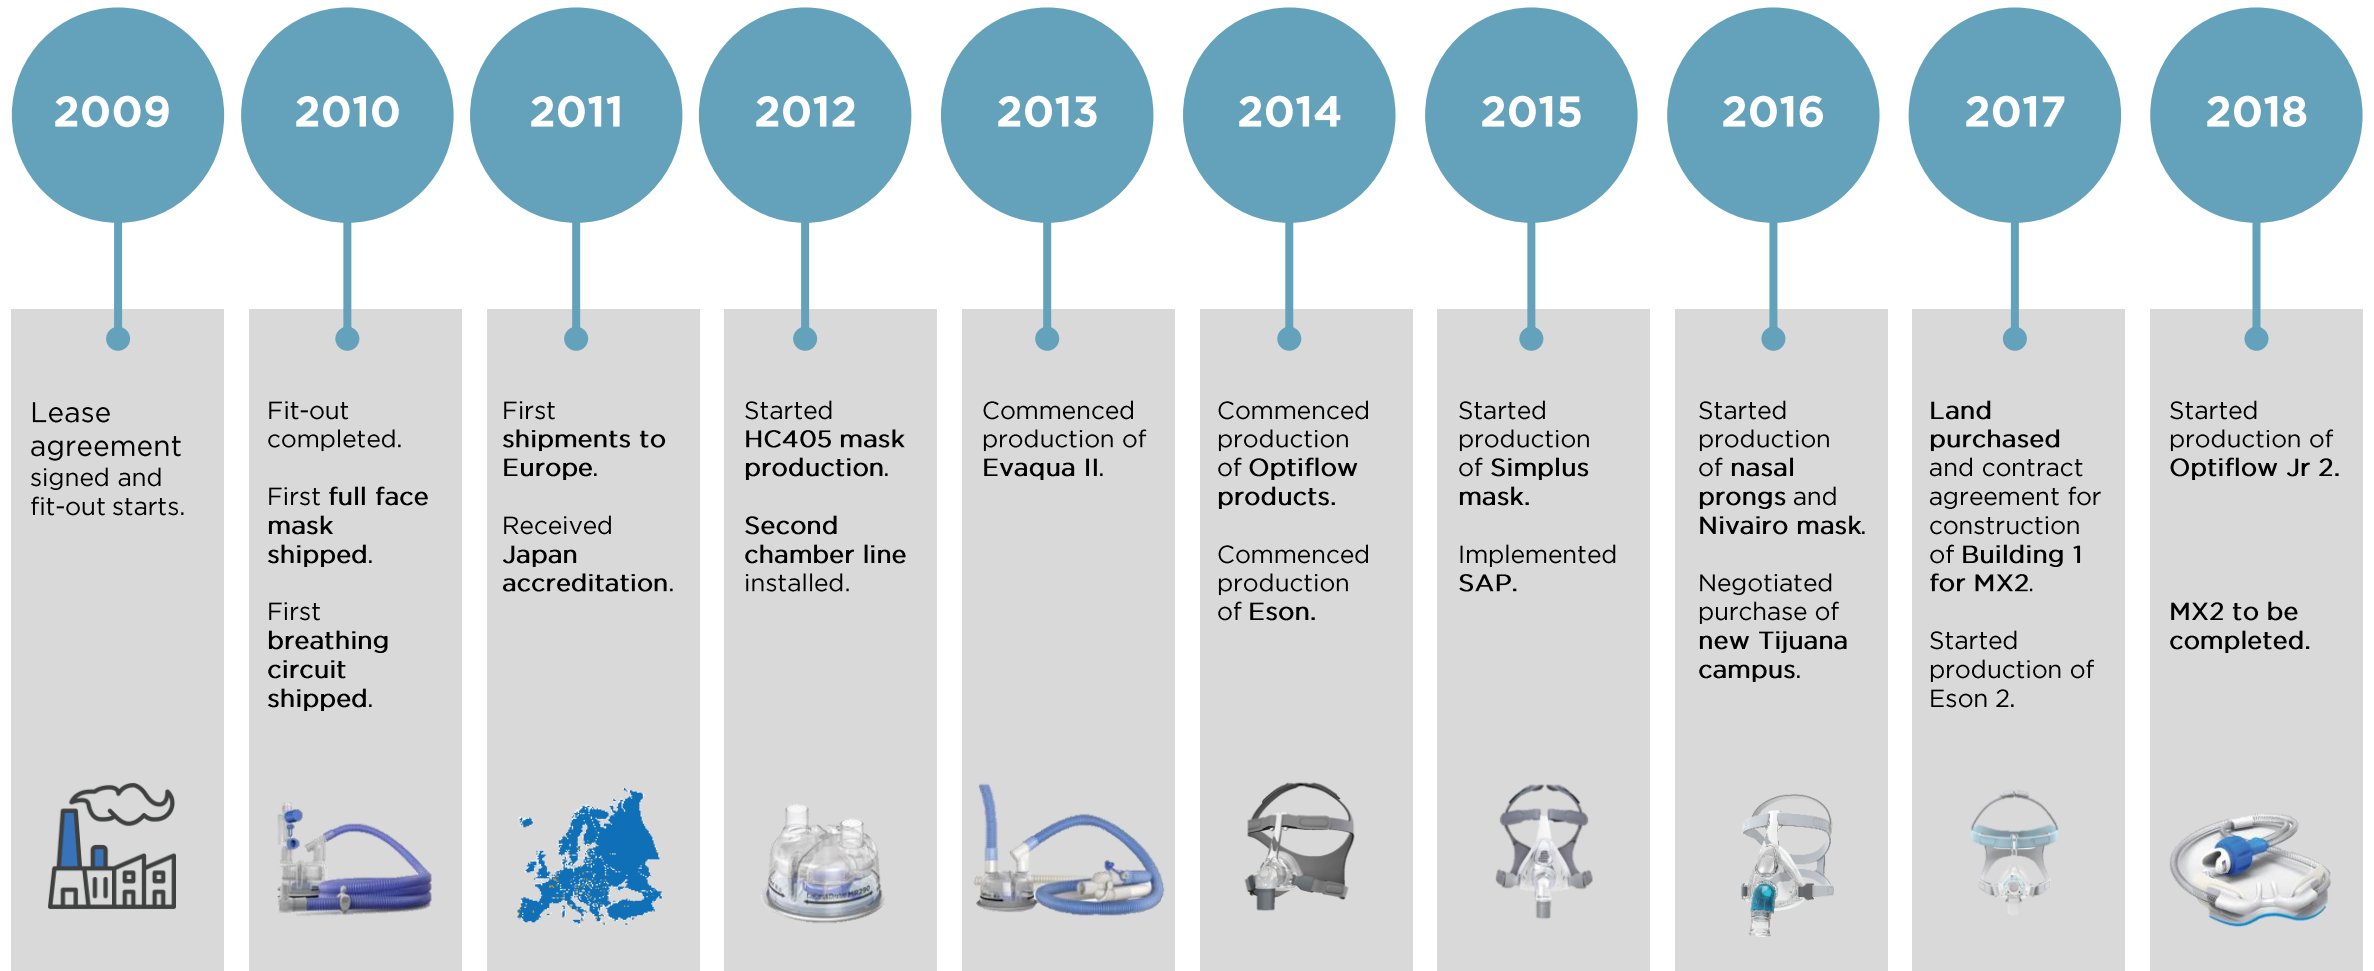 2009
2010
2011
2012
2013
2014
2015
2016
2017
2018
Lease
agreement
signed and
fit-out starts.
Fit-out
completed.
First full face
mask
shipped.
First
breathing
circuit
shipped.
First
shipments to
Europe.
Received
Japan
accreditation.
Started
HC405 mask
production.
Second
chamber line
installed.
Commenced
production of
Evaqua II.
Commenced
production
of Optiflow
products.
Commenced
production
of Eson.
Started
production
of Simplus
mask.
Implemented
SAP.
Started
production
of nasal
prongs and
Nivairo mask.
Negotiated
purchase of
new Tijuana
campus.
Land
purchased
and contract
agreement for
construction
of Building 1
for MX2.
Started
production of
Eson 2.
Started
production of
Optiflow Jr 2.
MX2 to be
completed.